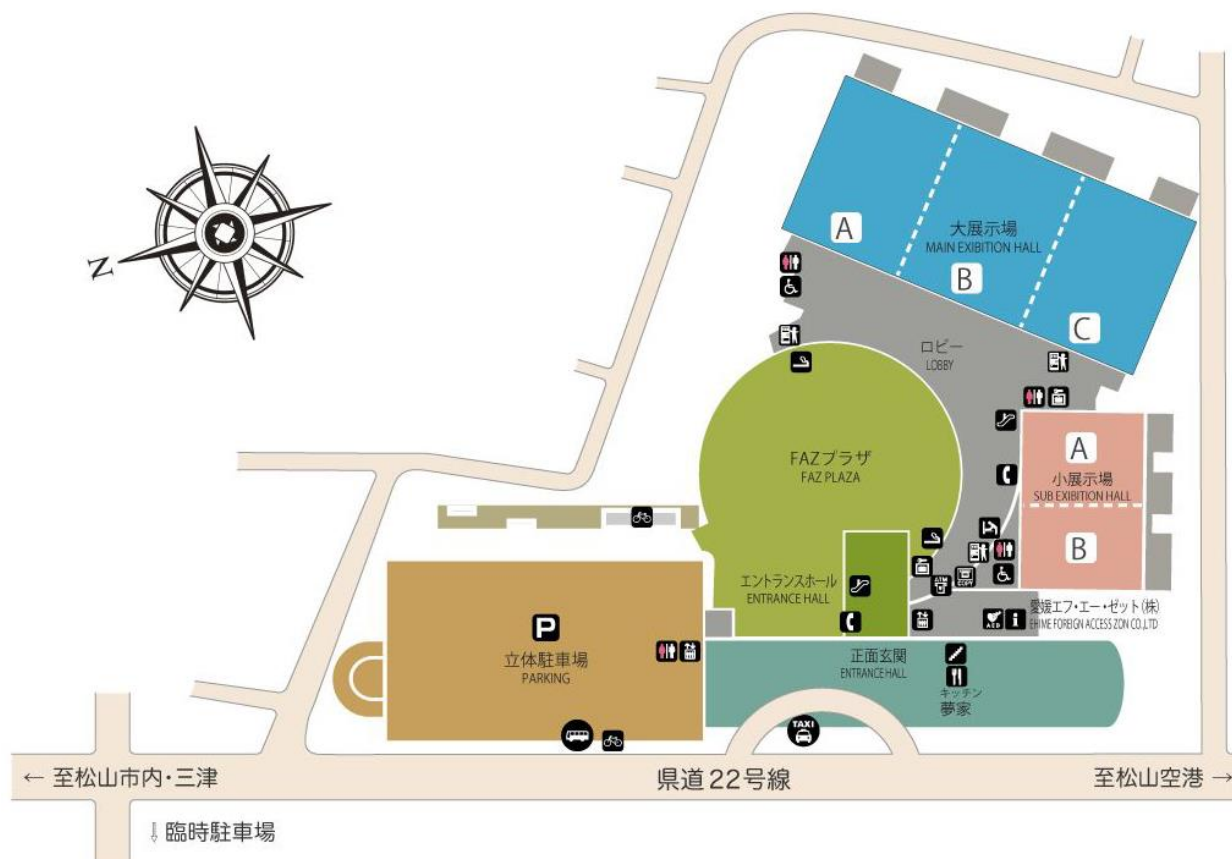 N
A
大展示場
MAIN EXIBITION HALL
B
C
ロビー
LOBBY
FAZプラザ
FAZ PLAZA
A
小展示場
SUB EXIBITION HALL
B
エントランスホール
ENTRANCE HALL
ATM
COPY
AED
i
愛媛エフ・エー・ゼット(株)
EHIME FOREIGN ACCESS ZON CO.,LTD
P
立体駐車場
PARKING
正面玄関
ENTRANCE HALL
キッチン
夢家
TAXI
← 至松山市内・三津
県道22号線
至松山空港 →
⇩ 臨時駐車場